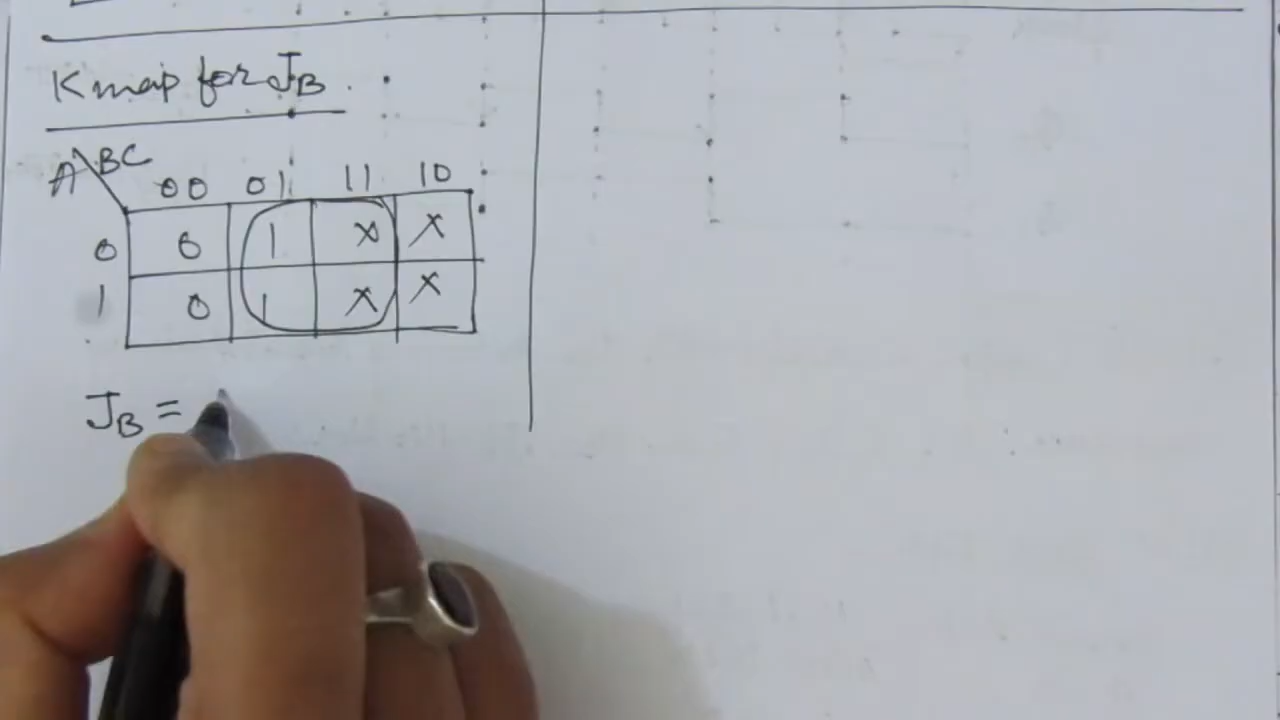 K map for JB.
A\BC 00 01 11 10
0 0 1 x x
1 0 1 x x
JB =